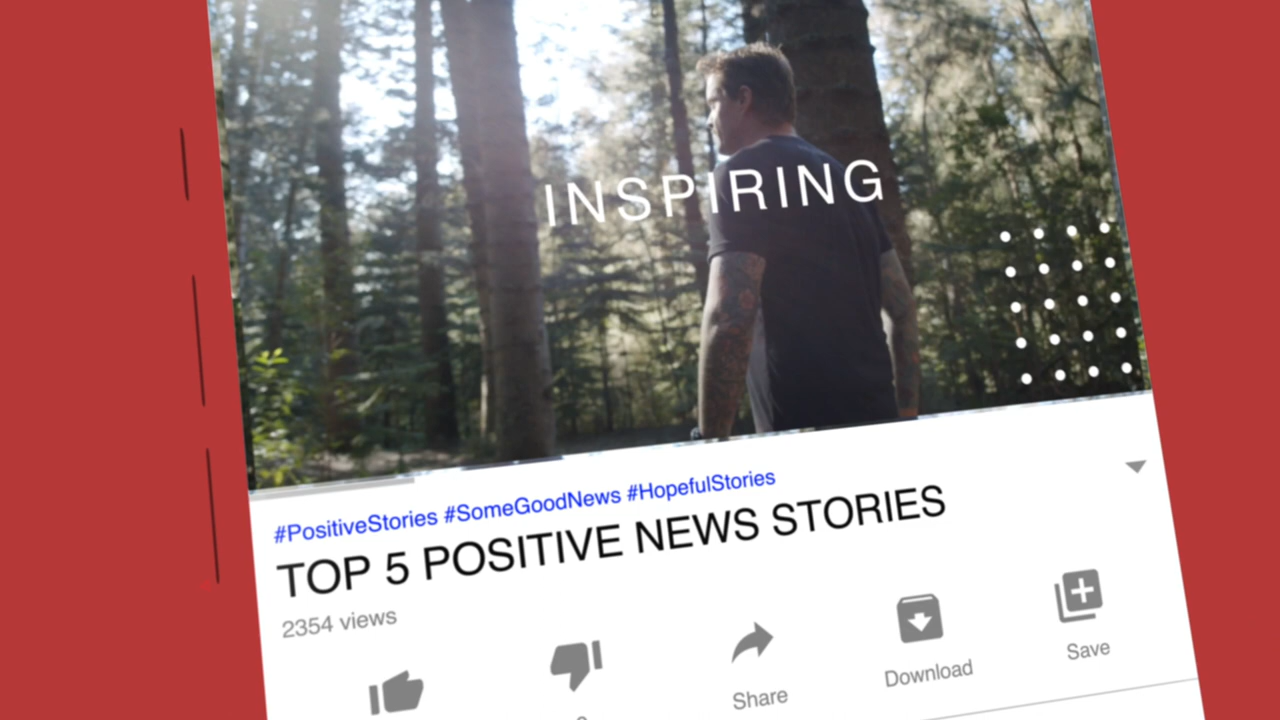 INSPIRING
#PositiveStories #SomeGoodNews #HopefulStories
TOP 5 POSITIVE NEWS STORIES
2354 views
Share
Download
Save